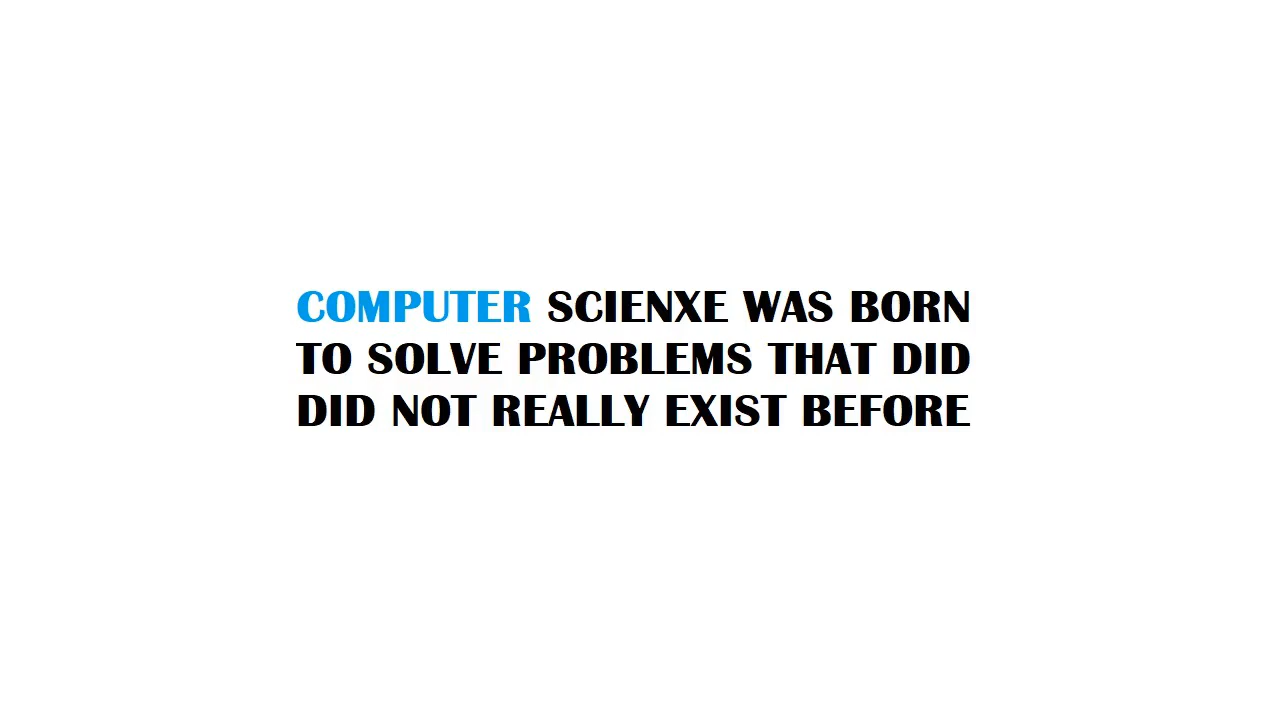 COMPUTER SCIENXE WAS BORN
TO SOLVE PROBLEMS THAT DID
DID NOT REALLY EXIST BEFORE